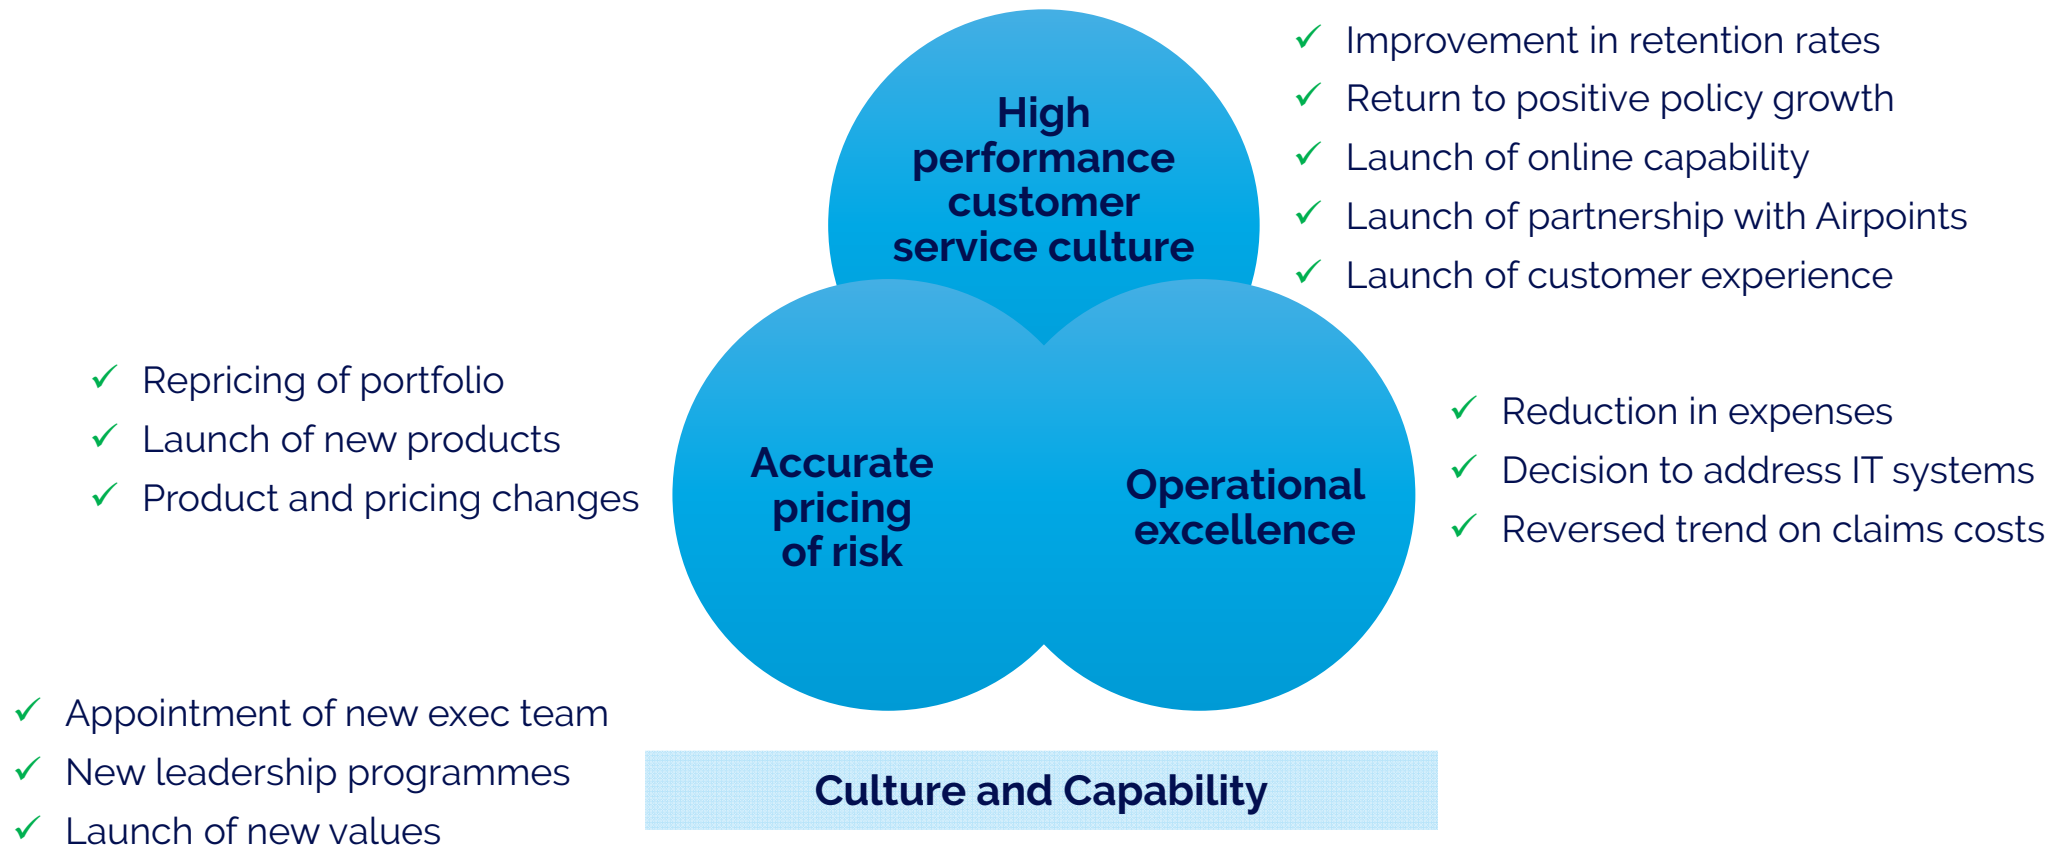 High
performance
customer
service culture
✓ Improvement in retention rates
✓ Return to positive policy growth
✓ Launch of online capability
✓ Launch of partnership with Airpoints
✓ Launch of customer experience
✓ Repricing of portfolio
✓ Launch of new products
✓ Product and pricing changes
Accurate
pricing
of risk
Operational
excellence
✓ Reduction in expenses
✓ Decision to address IT systems
✓ Reversed trend on claims costs
✓ Appointment of new exec team
✓ New leadership programmes
✓ Launch of new values
Culture and Capability